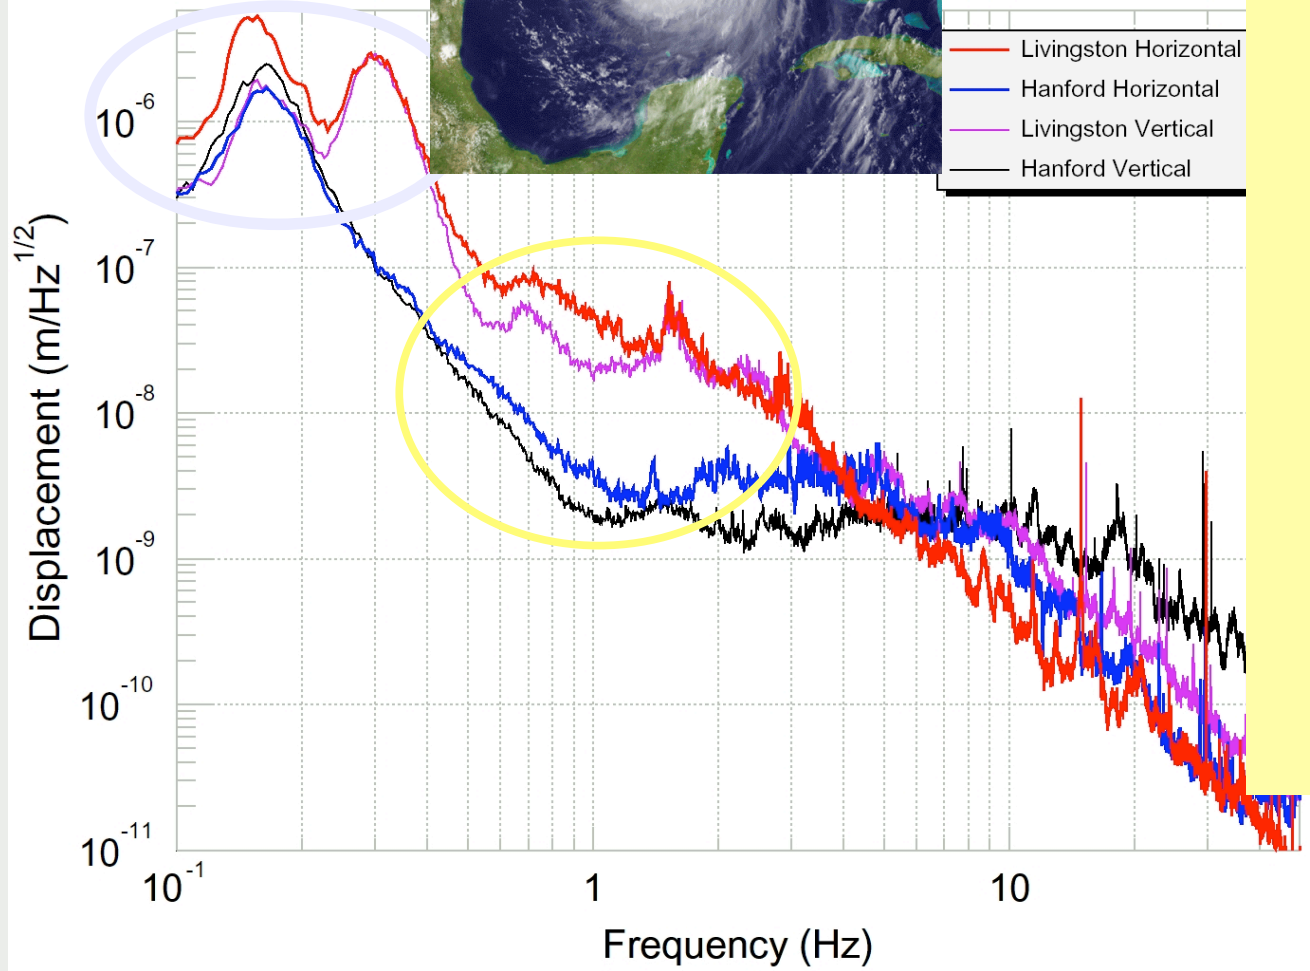 Livingston Horizontal
Hanford Horizontal
Livingston Vertical
Hanford Vertical
10^-6
10^-7
10^-8
10^-9
10^-10
10^-11
Displacement (m/Hz^1/2)
10^-1
1
10
Frequency (Hz)